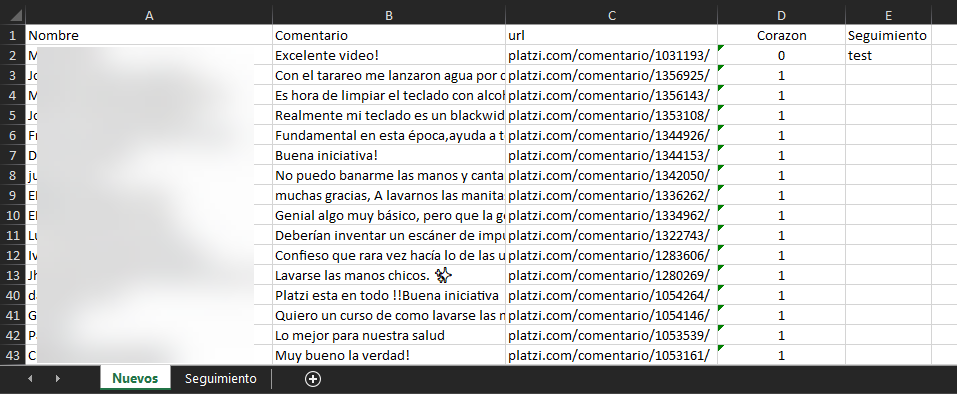 A B C D E
1 Nombre Comentario url Corazon Seguimiento
2 M Excelente video! platzi.com/comentario/1031193/ 0 test
3 Jo Con el tarareo me lanzaron agua por platzi.com/comentario/1356925/ 1
4 M Es hora de limpiar el teclado con platzi.com/comentario/1356143/ 1
5 Jo Realmente mi teclado es un platzi.com/comentario/1353108/ 1
6 Fr Fundamental en esta época,ayuda a platzi.com/comentario/1344926/ 1
7 D Buena iniciativa! platzi.com/comentario/1344153/ 1
8 ju No puedo banarme las manos y platzi.com/comentario/1342050/ 1
9 El muchas gracias, A lavarnos las platzi.com/comentario/1336262/ 1
10 El Genial algo muy básico, pero que la platzi.com/comentario/1334962/ 1
11 Lu Deberían inventar un escáner de platzi.com/comentario/1322743/ 1
12 Iv Confieso que rara vez hacía lo de las platzi.com/comentario/1283606/ 1
13 Jh Lavarse las manos chicos. platzi.com/comentario/1280269/ 1
40 da Platzi esta en todo !!Buena iniciativa platzi.com/comentario/1054264/ 1
41 G Quiero un curso de como lavarse las platzi.com/comentario/1054146/ 1
42 P Lo mejor para nuestra salud platzi.com/comentario/1053539/ 1
43 C Muy bueno la verdad! platzi.com/comentario/1053161/ 1
Nuevos Seguimiento